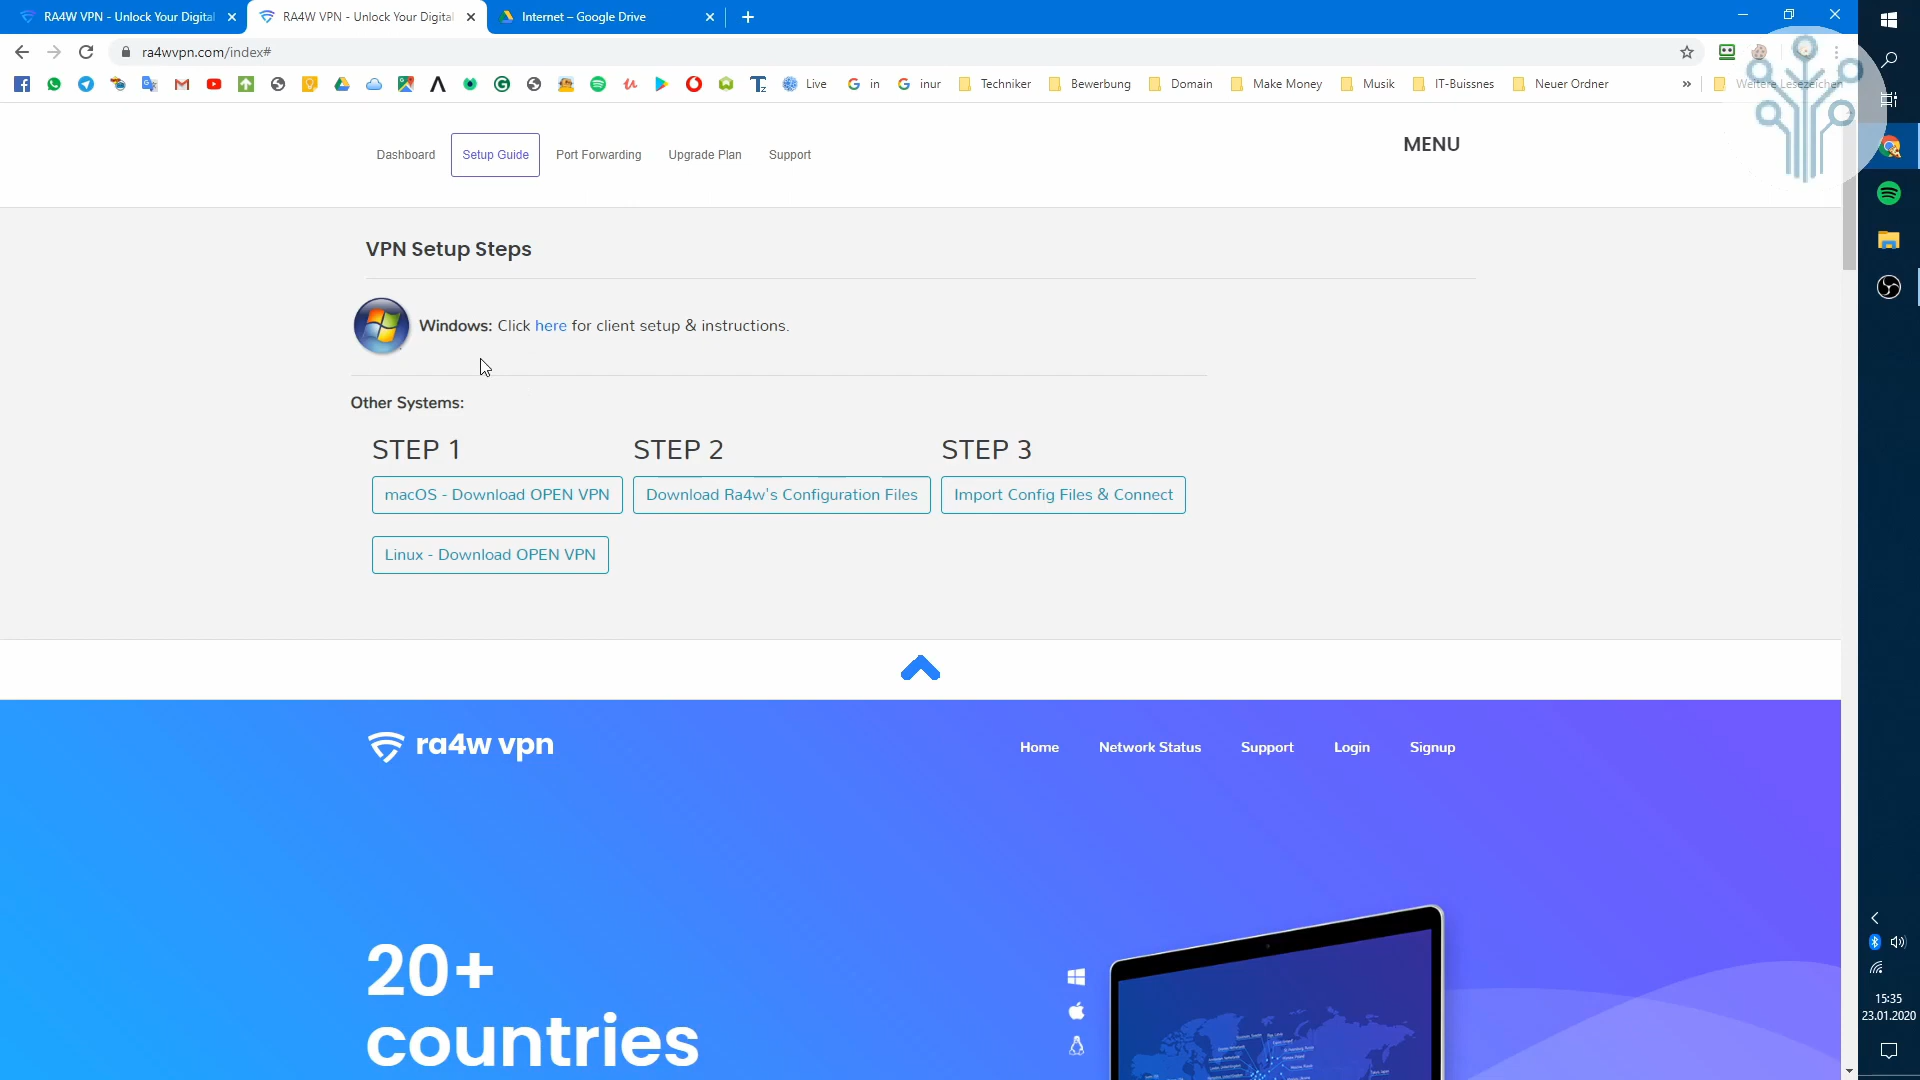 RA4W VPN - Unlock Your Digital
RA4W VPN - Unlock Your Digital
Internet – Google Drive
ra4wvpn.com/index#
Live
in
inur
Techniker
Bewerbung
Domain
Make Money
Musik
IT-Buissnes
Neuer Ordner
»
Weitere Lesezeichen
Dashboard
Setup Guide
Port Forwarding
Upgrade Plan
Support
MENU
VPN Setup Steps
Windows: Click here for client setup & instructions.
Other Systems:
STEP 1
STEP 2
STEP 3
macOS - Download OPEN VPN
Download Ra4w's Configuration Files
Import Config Files & Connect
Linux - Download OPEN VPN
ra4w vpn
Home
Network Status
Support
Login
Signup
20+
countries
15:35
23.01.2020